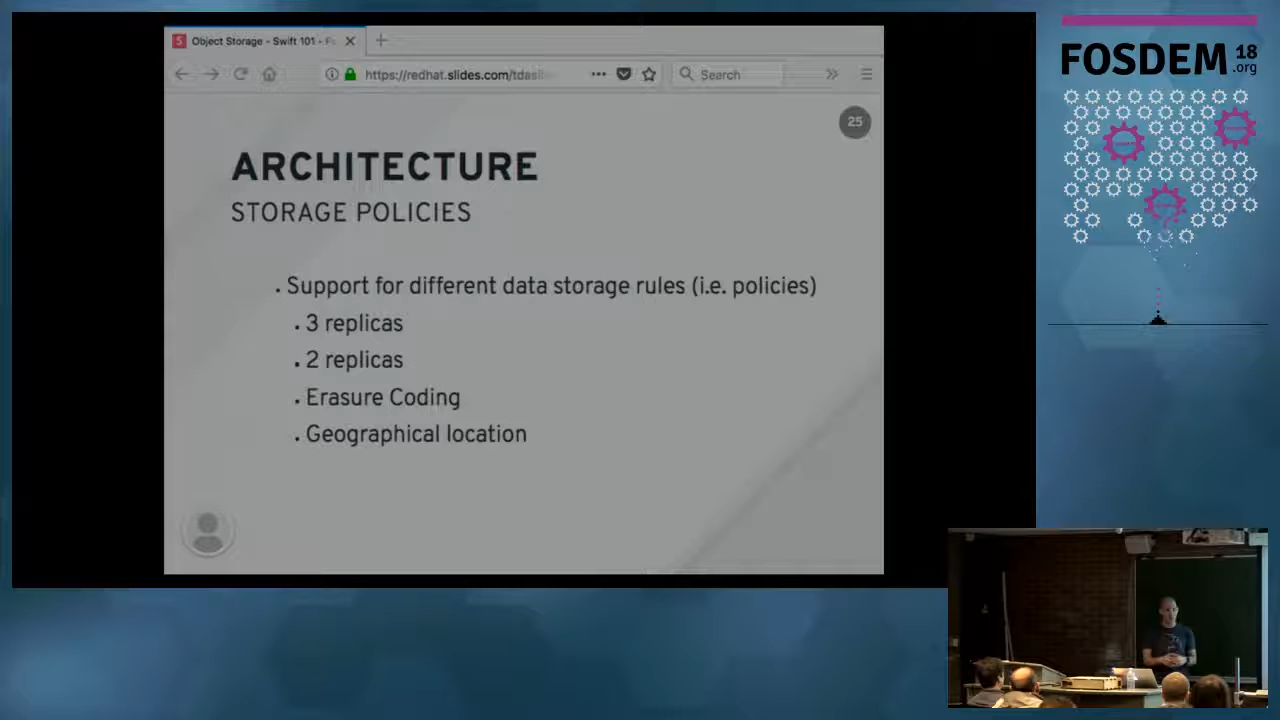 Object Storage - Swift 101 - F
https://redhat.slides.com/tdasil
Search
25
ARCHITECTURE
STORAGE POLICIES
. Support for different data storage rules (i.e. policies)
. 3 replicas
. 2 replicas
. Erasure Coding
. Geographical location
FOSDEM 18
.org